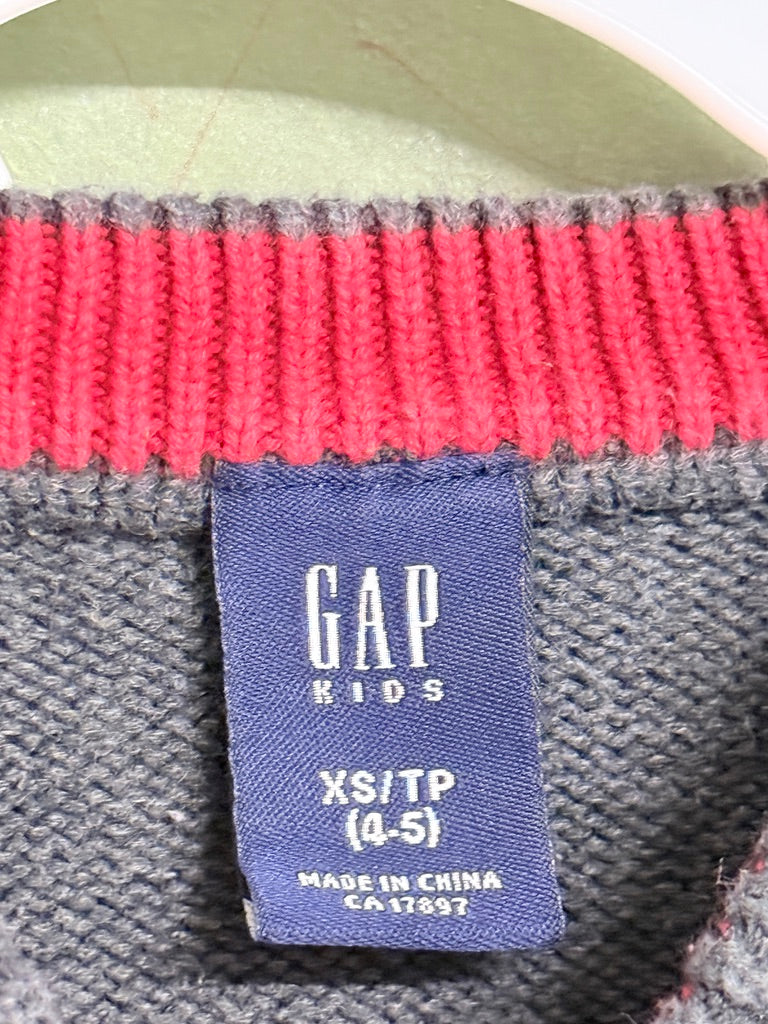 GAP
KIDS
XS/TP
(4-5)
MADE IN CHINA
CA 17897